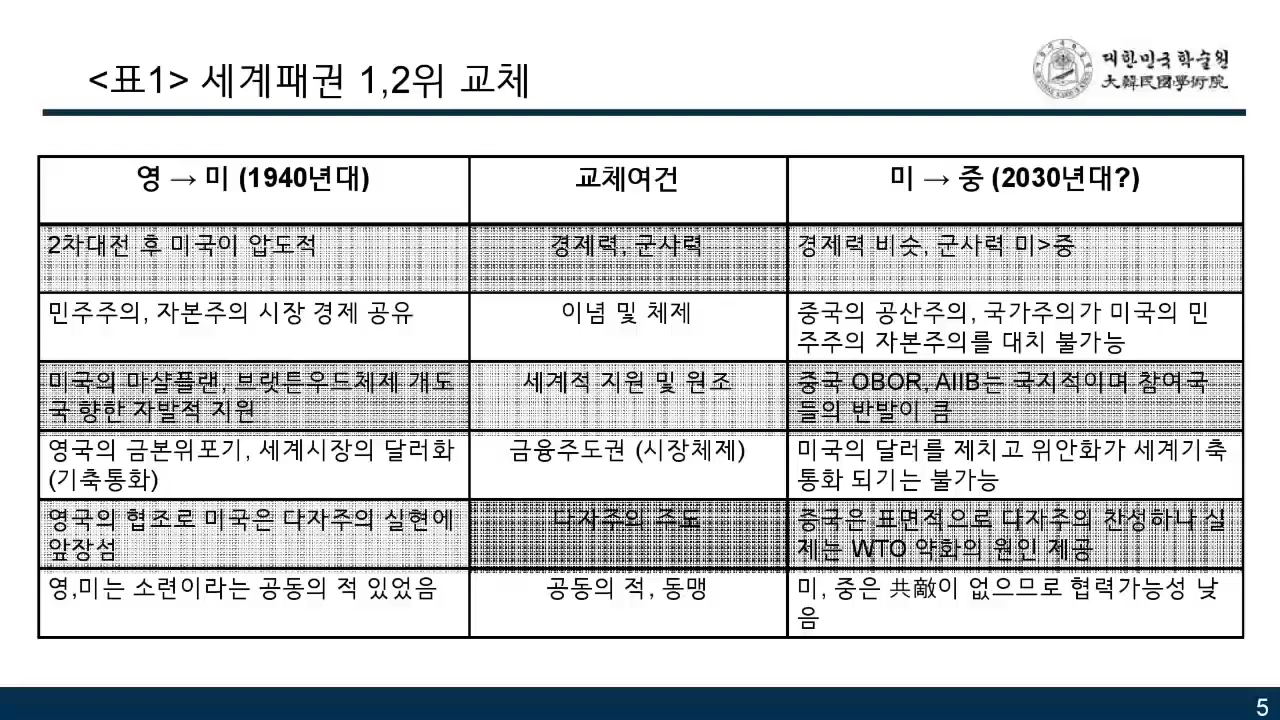 <표1> 세계패권 1,2위 교체
대한민국학술원
大韓民國學術院
영 → 미 (1940년대)
교체여건
미 → 중 (2030년대?)
2차대전 후 미국이 압도적
경제력, 군사력
경제력 비슷, 군사력 미>중
민주주의, 자본주의 시장 경제 공유
이념 및 체제
중국의 공산주의, 국가주의가 미국의 민
주주의 자본주의를 대치 불가능
미국의 마샬플랜, 브랫튼우드체제 개도
국 향한 자발적 지원
세계적 지원 및 원조
중국 OBOR, AIIB는 국지적이며 참여국
들의 반발이 큼
영국의 금본위포기, 세계시장의 달러화
(기축통화)
금융주도권 (시장체제)
미국의 달러를 제치고 위안화가 세계기축
통화 되기는 불가능
영국의 협조로 미국은 다자주의 실현에
앞장섬
다자주의 주도
중국은 표면적으로 다자주의 찬성하나 실
제는 WTO 약화의 원인 제공
영,미는 소련이라는 공동의 적 있었음
공동의 적, 동맹
미, 중은 共敵이 없으므로 협력가능성 낮
음
5